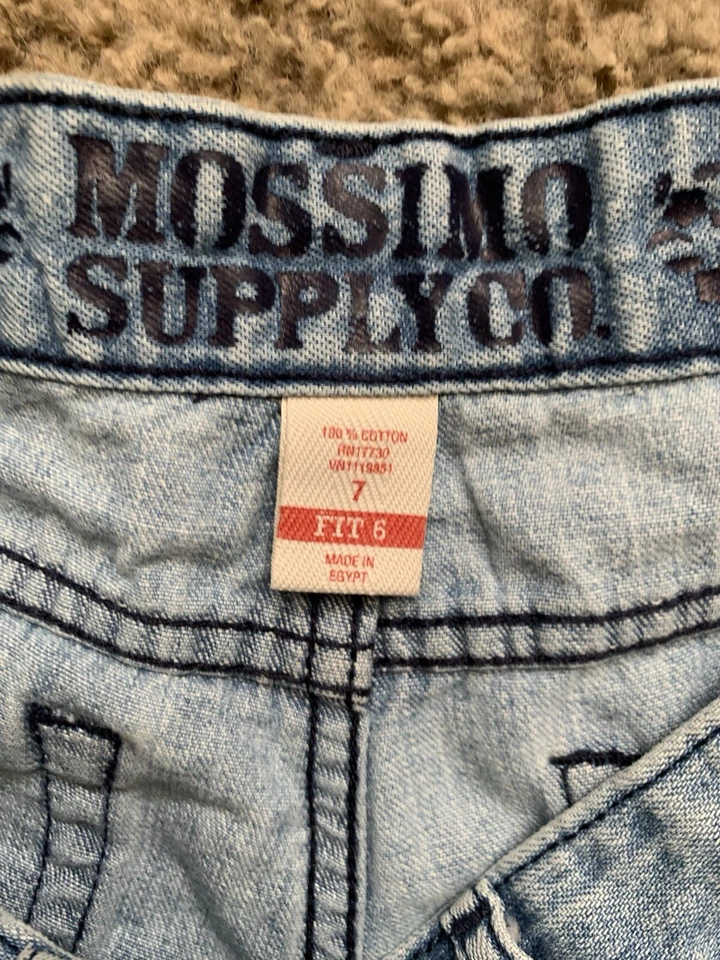 MOSSIMO
SUPPLY CO.
100 % COTTON
RN17730
VN1119851
7
FIT 6
MADE IN
EGYPT